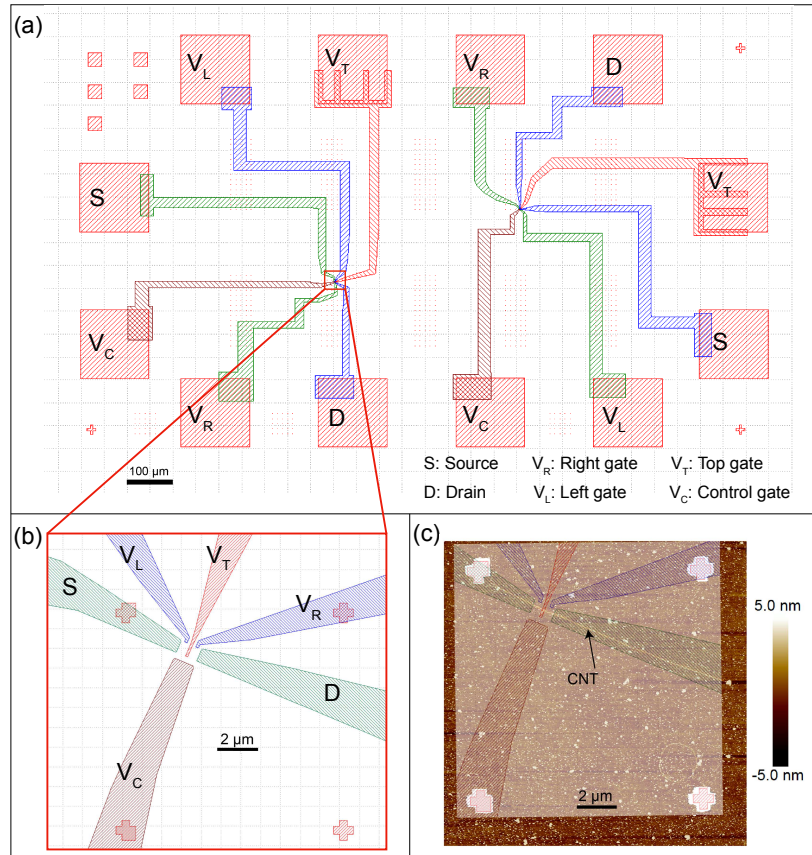 (a)
V_L
V_T
V_R
D
S
V_T
V_C
S
V_R
D
V_C
V_L
100 µm
S: Source V_R: Right gate V_T: Top gate
D: Drain V_L: Left gate V_C: Control gate
(b)
V_L
V_T
S
V_R
D
2 µm
V_C
(c)
5.0 nm
CNT
-5.0 nm
2 µm